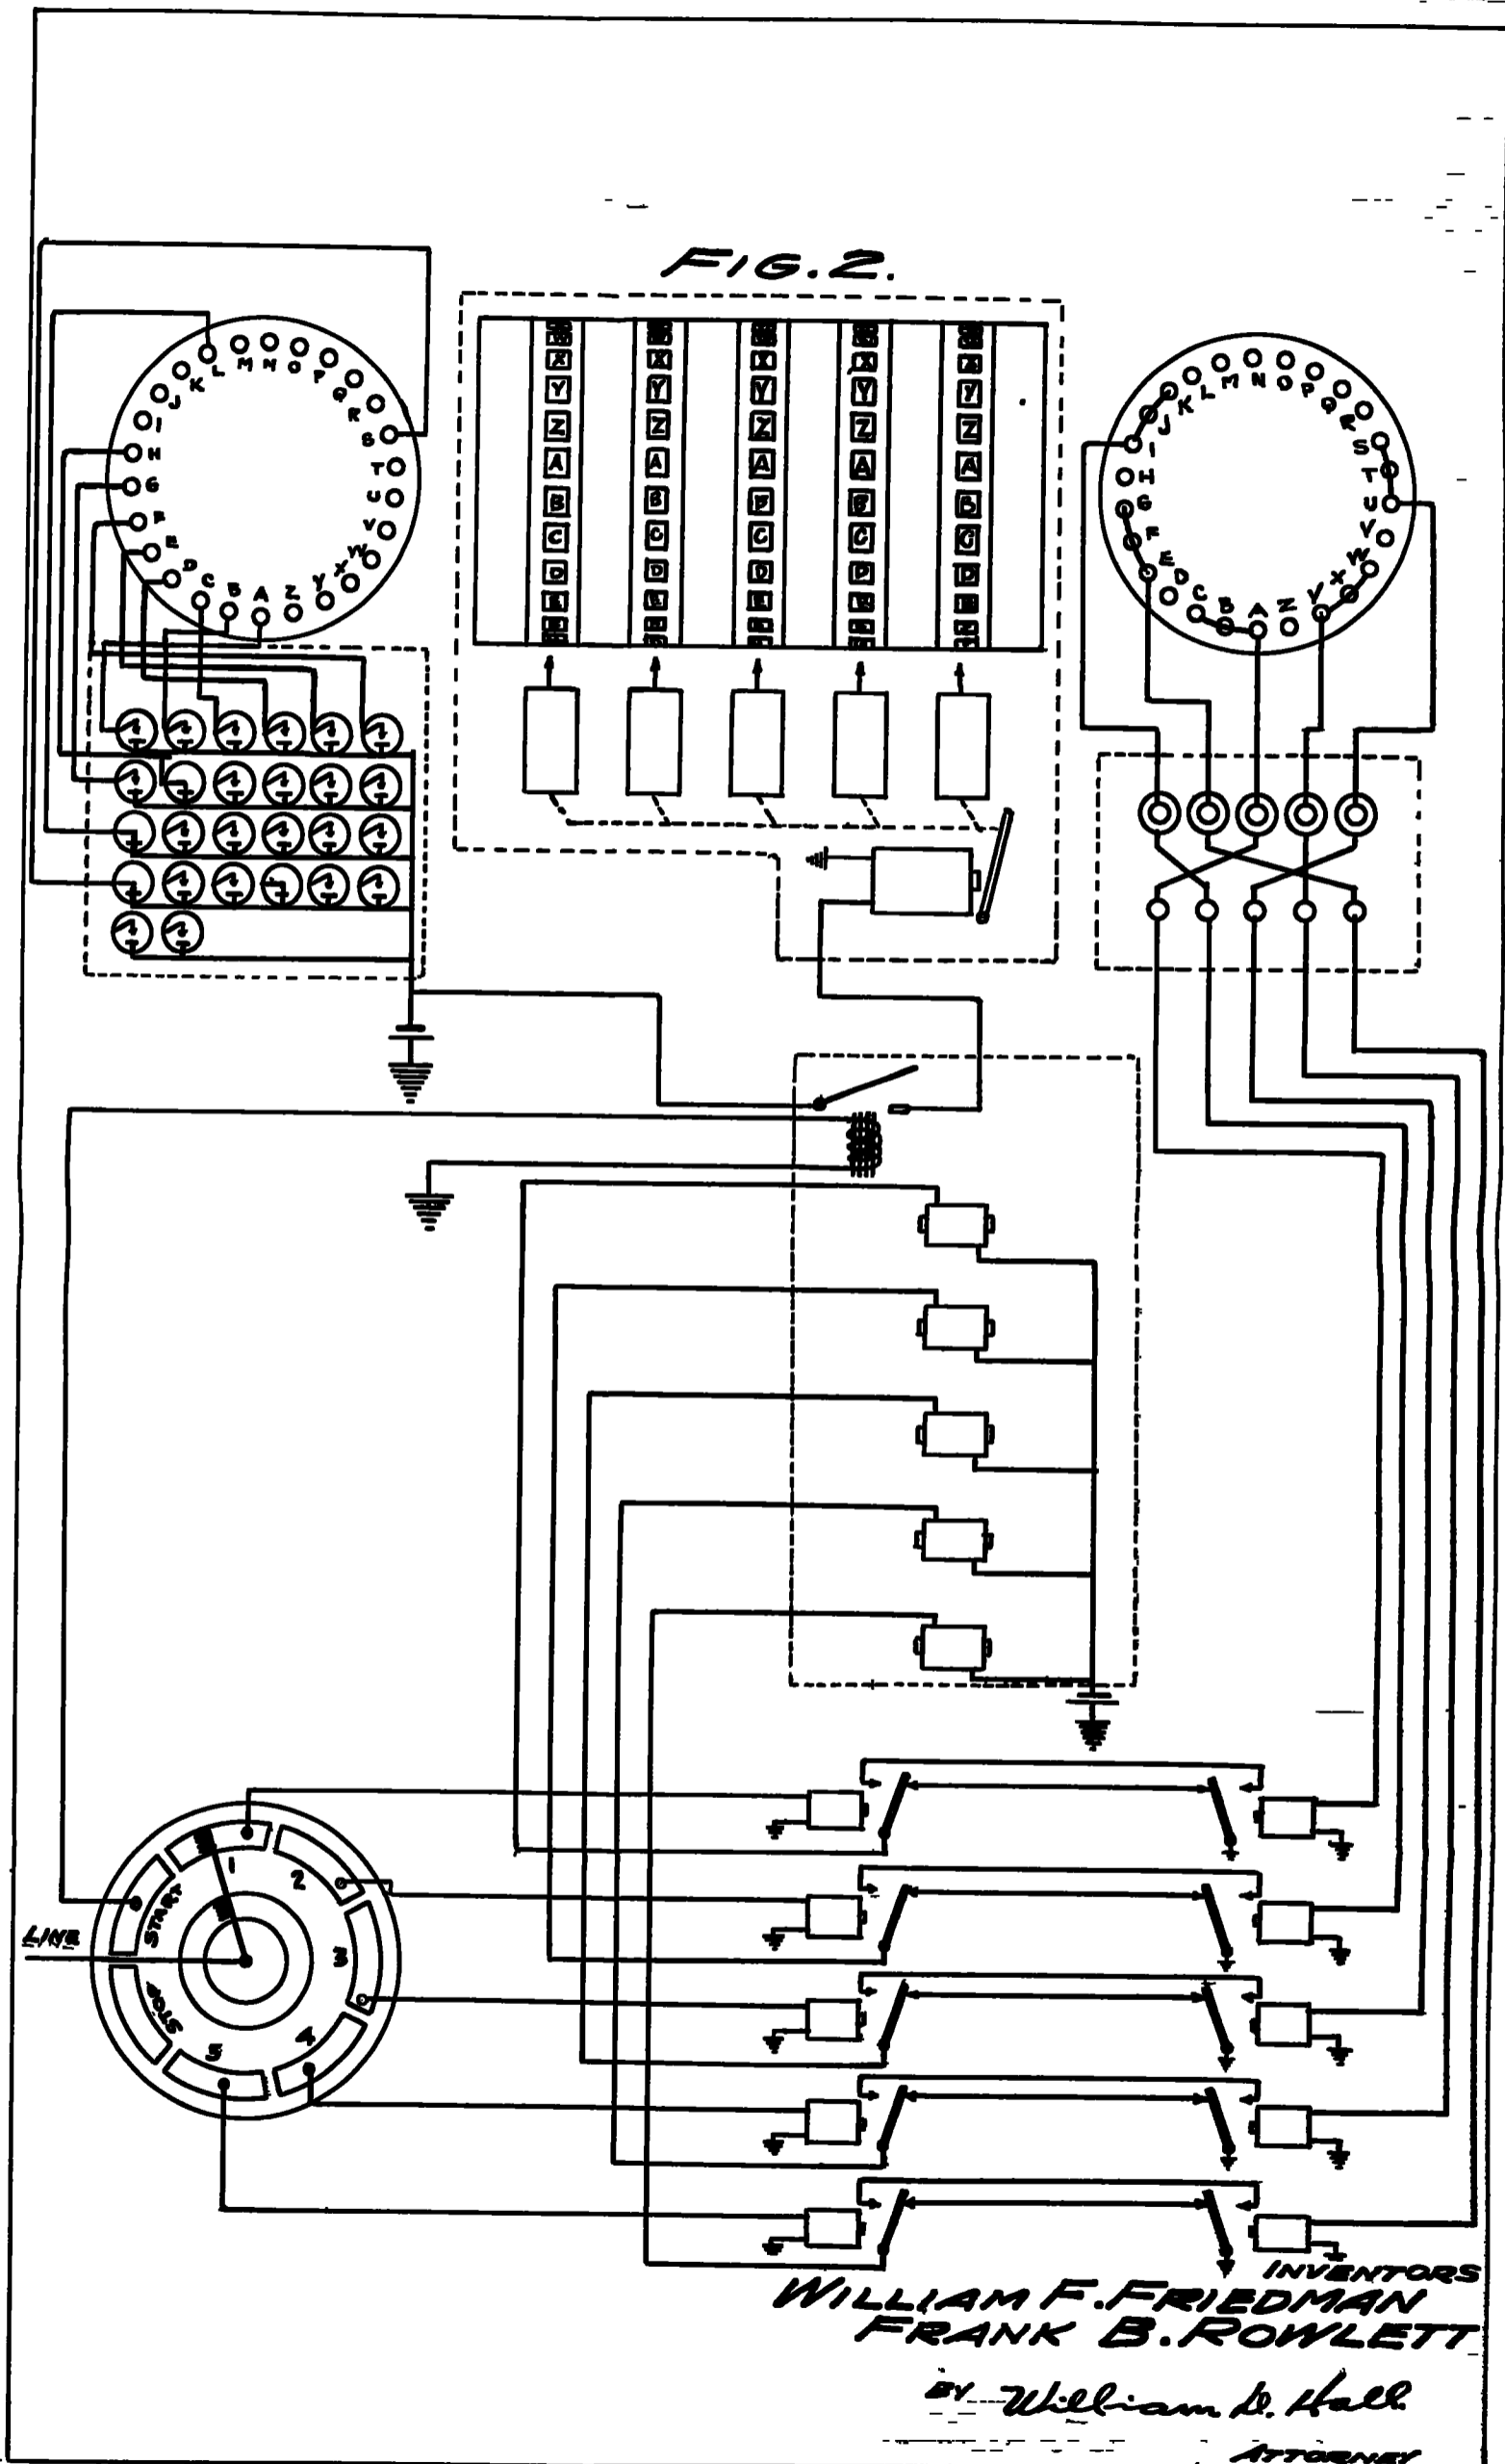 FIG. 2.
A B C D E F G H I J K L M N O P Q R S T U V W X Y Z
X Y Z A B C D E
X Y Z A B C D E
X Y Z A B C D E
X Y Z A B C D E
X Y Z A B C D E
A B C D E F G H I J K L M N O P Q R S T U V W X Y Z
LINE
START
1
2
3
4
5
STOP
INVENTORS
WILLIAM F. FRIEDMAN
FRANK B. ROWLETT
BY William D. Hall
ATTORNEY